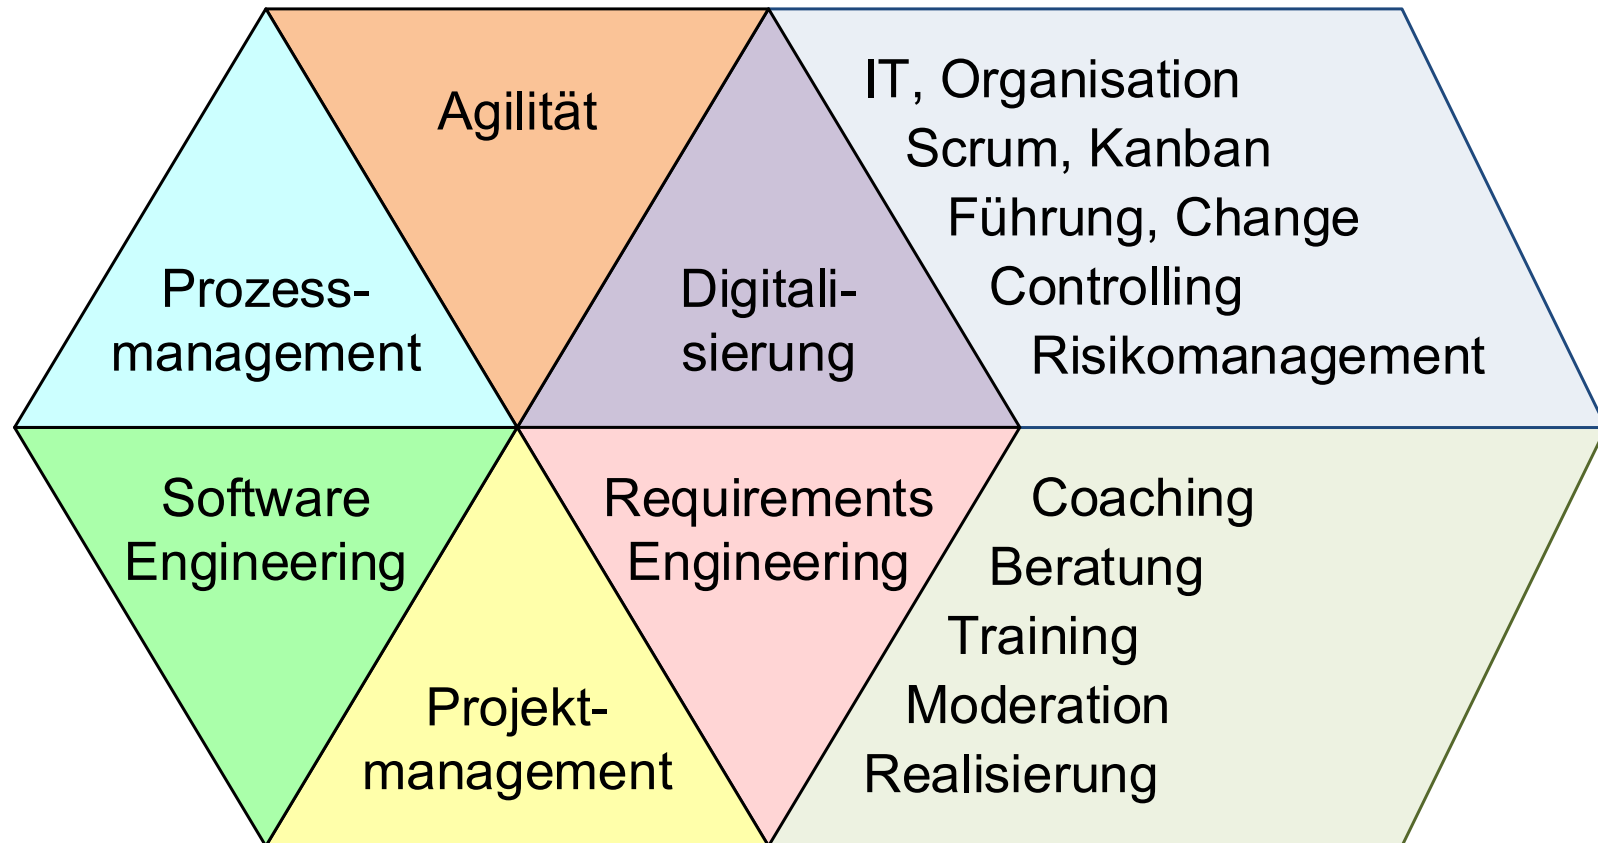 Agilität
Prozess-
management
Digitali-
sierung
IT, Organisation
Scrum, Kanban
Führung, Change
Controlling
Risikomanagement
Software
Engineering
Projekt-
management
Requirements
Engineering
Coaching
Beratung
Training
Moderation
Realisierung